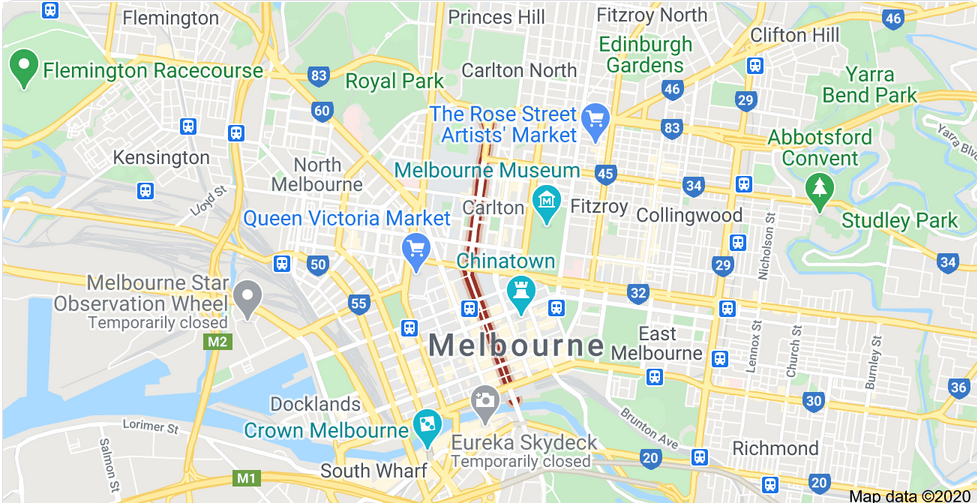 Flemington
Princes Hill
Fitzroy North
46
Clifton Hill
Edinburgh
Gardens
Flemington Racecourse
83
Royal Park
Carlton North
46
29
Yarra
Bend Park
60
The Rose Street
Artists' Market
83
Abbotsford
Convent
Yarra Blv
Kensington
North
Melbourne
Melbourne Museum
45
34
Lloyd St
Queen Victoria Market
Carlton
Fitzroy
Collingwood
Studley Park
Nicholson St
50
Chinatown
29
34
Melbourne Star
Observation Wheel
Temporarily closed
55
32
M2
Melbourne
East
Melbourne
Lennox St
Church St
Burnley St
36
Docklands
30
Crown Melbourne
Lorimer St
Eureka Skydeck
Temporarily closed
Brunton Ave
Richmond
Salmon St
South Wharf
20
M1
20
Map data ©2020